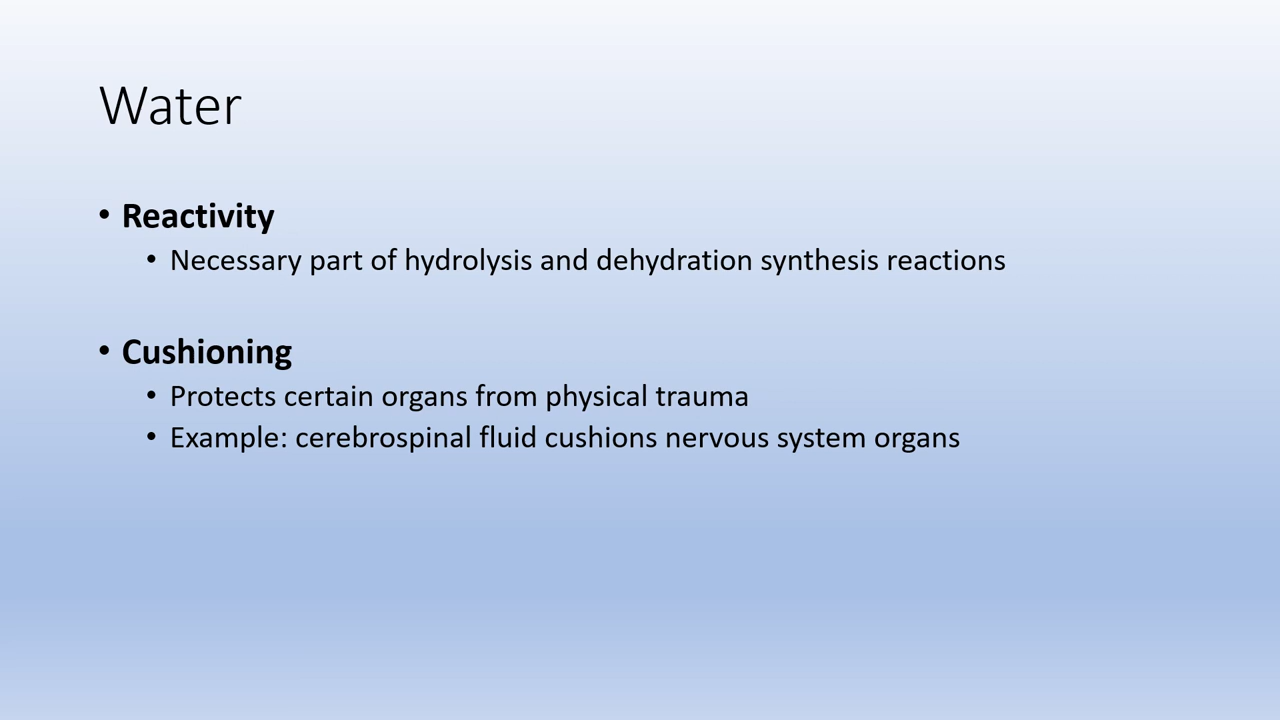 Water
• Reactivity
• Necessary part of hydrolysis and dehydration synthesis reactions
• Cushioning
• Protects certain organs from physical trauma
• Example: cerebrospinal fluid cushions nervous system organs